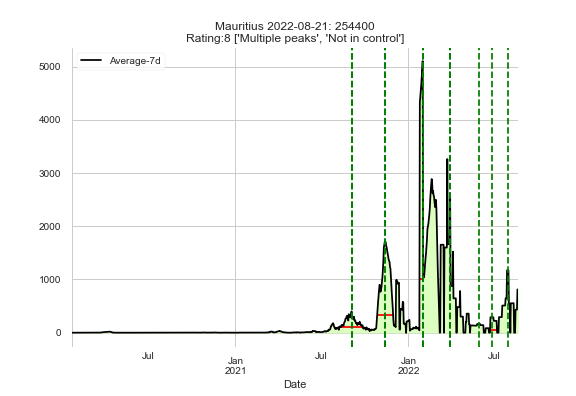 Mauritius 2022-08-21: 254400
Rating:8 ['Multiple peaks', 'Not in control']
Average-7d
5000
4000
3000
2000
1000
0
Jul
Jan
2021
Jul
Jan
2022
Jul
Date